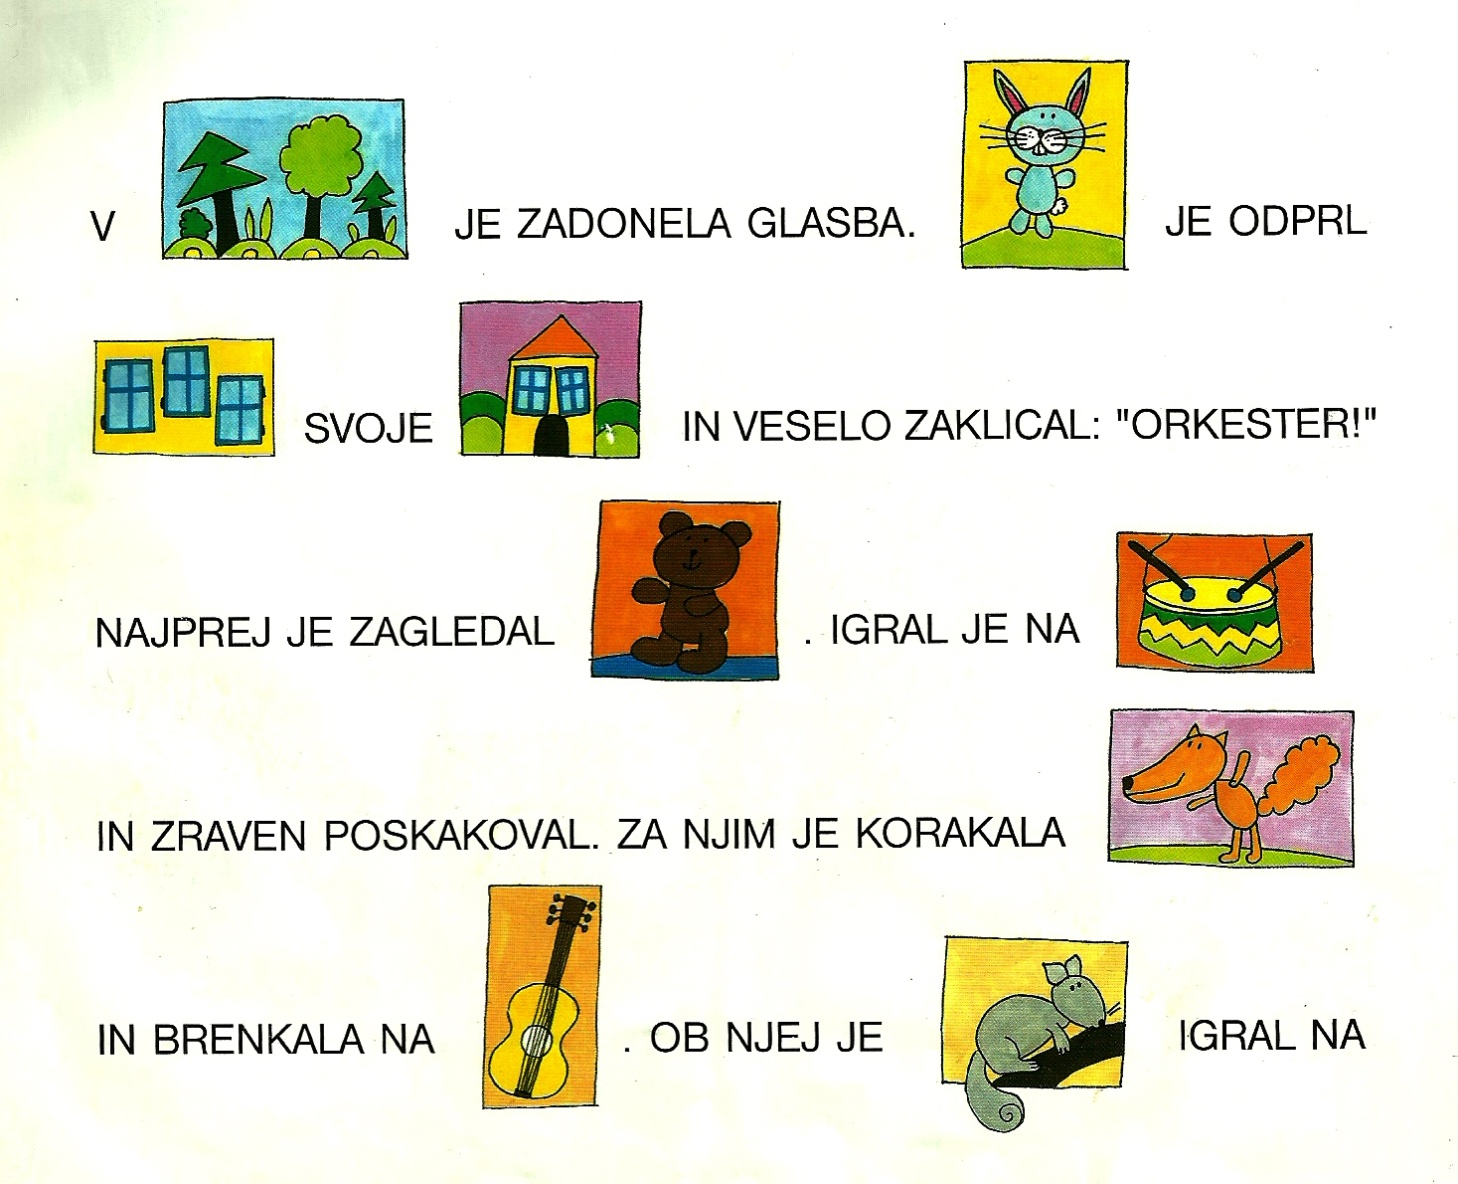 V JE ZADONELA GLASBA. JE ODPRL
SVOJE IN VESELO ZAKLICAL: "ORKESTER!"
NAJPREJ JE ZAGLEDAL . IGRAL JE NA
IN ZRAVEN POSKAKOVAL. ZA NJIM JE KORAKALA
IN BRENKALA NA . OB NJEJ JE IGRAL NA